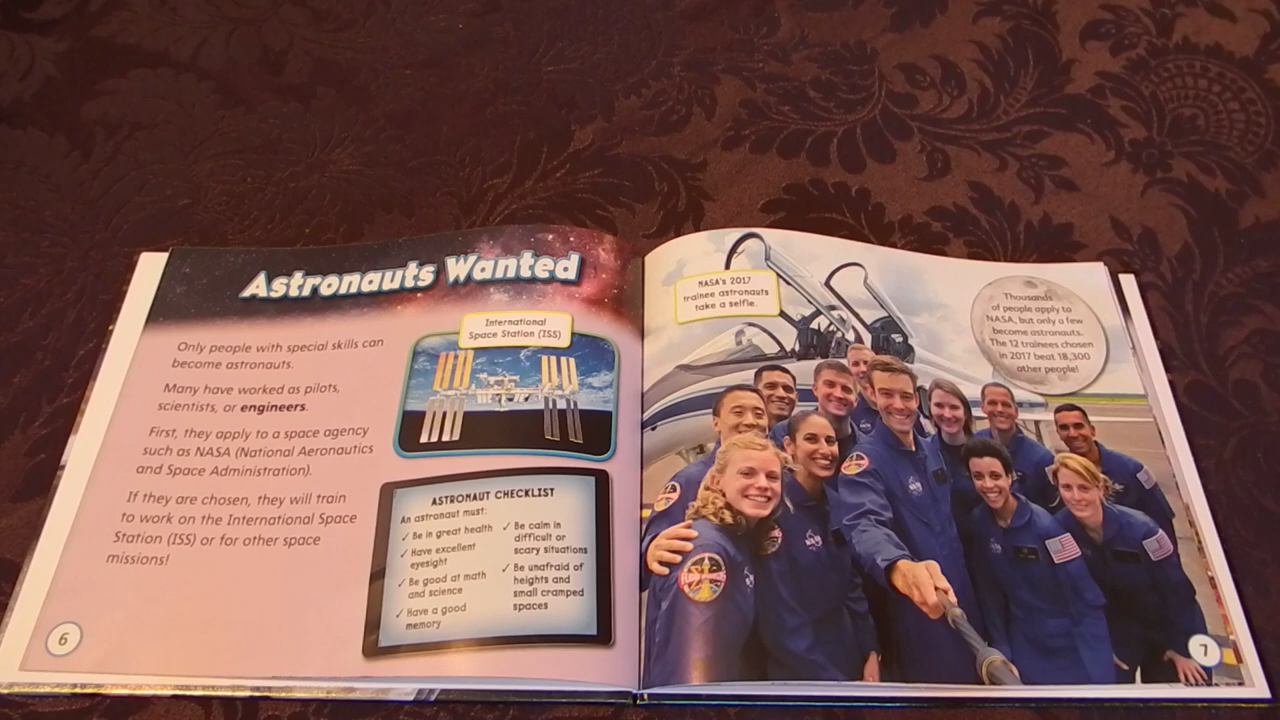 Astronauts Wanted
Only people with special skills can
become astronauts.
Many have worked as pilots,
scientists, or engineers.
First, they apply to a space agency
such as NASA (National Aeronautics
and Space Administration).
If they are chosen, they will train
to work on the International Space
Station (ISS) or for other space
missions!
International
Space Station (ISS)
ASTRONAUT CHECKLIST
An astronaut must:
✓ Be in great health
✓ Have excellent
eyesight
✓ Be good at math
and science
✓ Have a good
memory
✓ Be calm in
difficult or
scary situations
✓ Be unafraid of
heights and
small cramped
spaces
6
NASA's 2017
trainee astronauts
take a selfie.
Thousands
of people apply to
NASA, but only a few
become astronauts.
The 12 trainees chosen
in 2017 beat 18,300
other people!
NASA
7